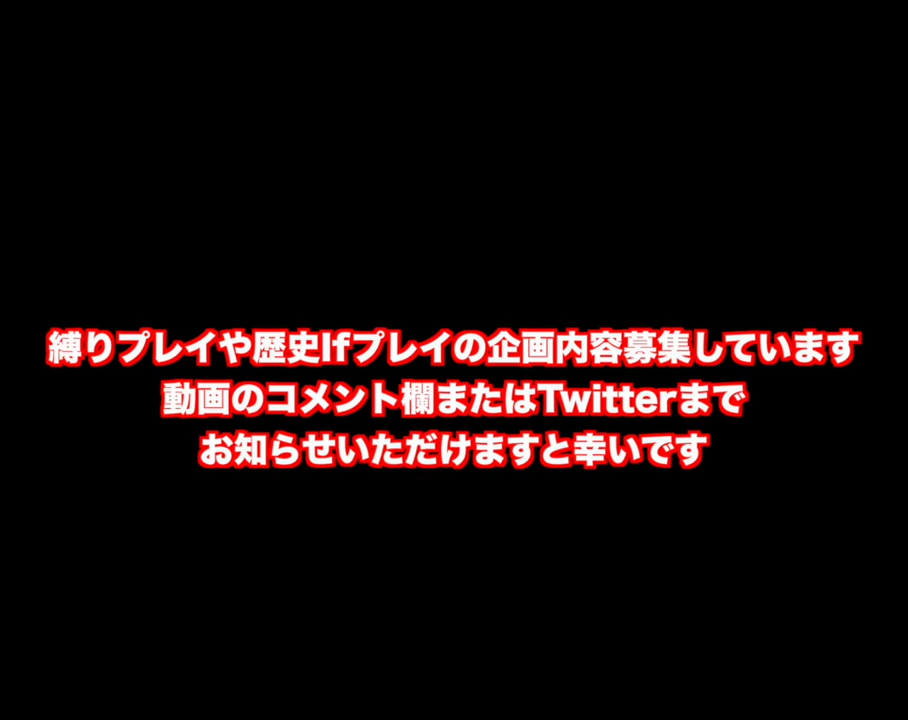 縛りプレイや歴史Ifプレイの企画内容募集しています
動画のコメント欄またはTwitterまで
お知らせいただけますと幸いです